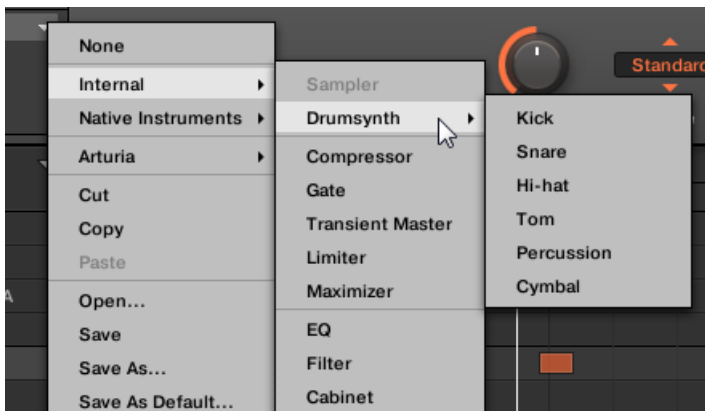 None
Internal
Native Instruments
Arturia
Cut
Copy
Paste
Open...
Save
Save As...
Save As Default...
Sampler
Drumsynth
Compressor
Gate
Transient Master
Limiter
Maximizer
EQ
Filter
Cabinet
Kick
Snare
Hi-hat
Tom
Percussion
Cymbal
Standard
A